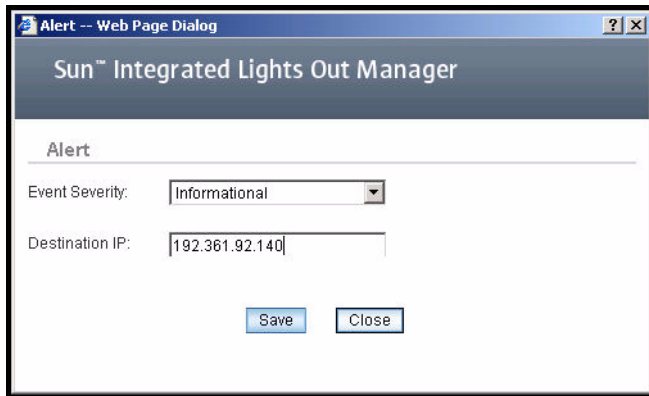 Alert -- Web Page Dialog
Sun™ Integrated Lights Out Manager
Alert
Event Severity: Informational
Destination IP: 192.361.92.140
Save Close